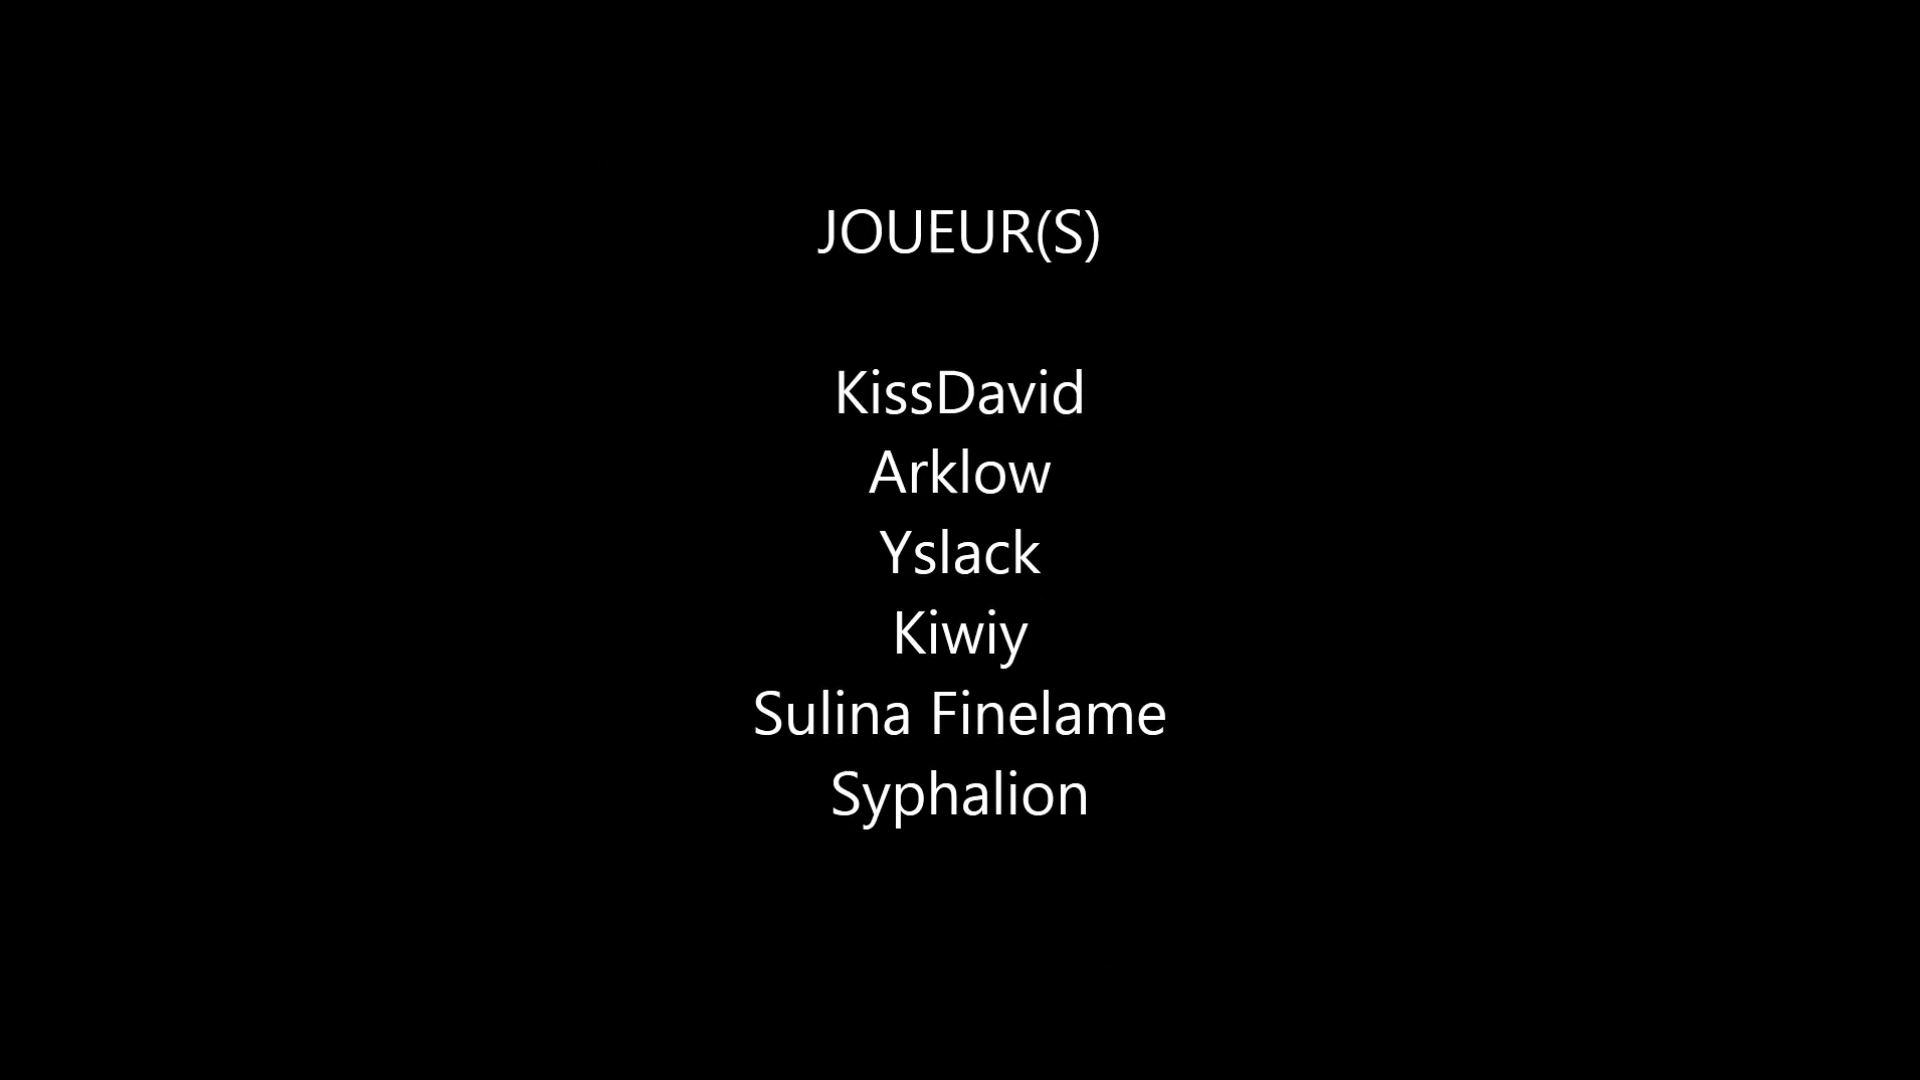 JOUEUR(S)
KissDavid
Arklow
Yslack
Kiwiy
Sulina Finelame
Syphalion